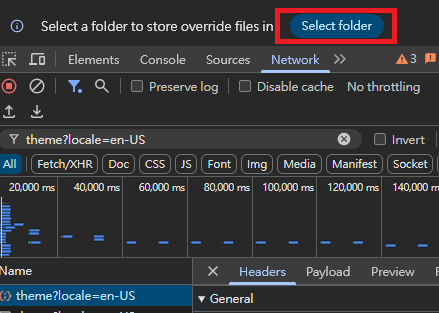 Select a folder to store override files in Select folder
Elements Console Sources Network 3
Preserve log Disable cache No throttling
theme?locale=en-US Invert
All Fetch/XHR Doc CSS JS Font Img Media Manifest Socket
20,000 ms 40,000 ms 60,000 ms 80,000 ms 100,000 ms 120,000 ms 140,000 ms
Name Headers Payload Preview Respo
theme?locale=en-US General